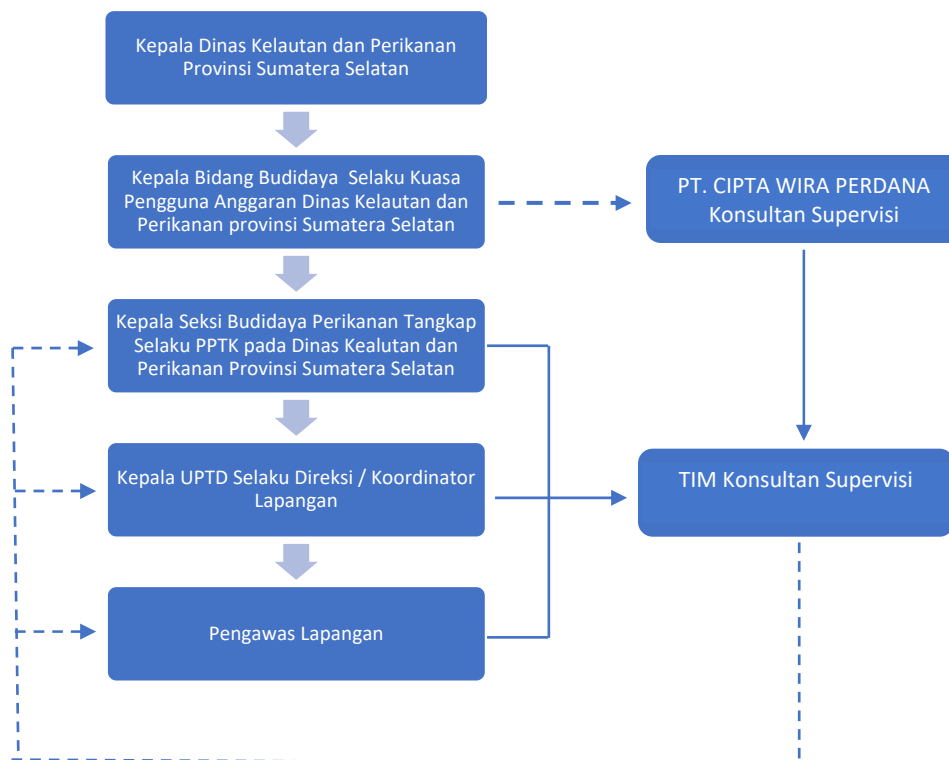 Kepala Dinas Kelautan dan Perikanan
Provinsi Sumatera Selatan
Kepala Bidang Budidaya Selaku Kuasa
Pengguna Anggaran Dinas Kelautan dan
Perikanan provinsi Sumatera Selatan
PT. CIPTA WIRA PERDANA
Konsultan Supervisi
Kepala Seksi Budidaya Perikanan Tangkap
Selaku PPTK pada Dinas Kealutan dan
Perikanan Provinsi Sumatera Selatan
Kepala UPTD Selaku Direksi / Koordinator
Lapangan
TIM Konsultan Supervisi
Pengawas Lapangan